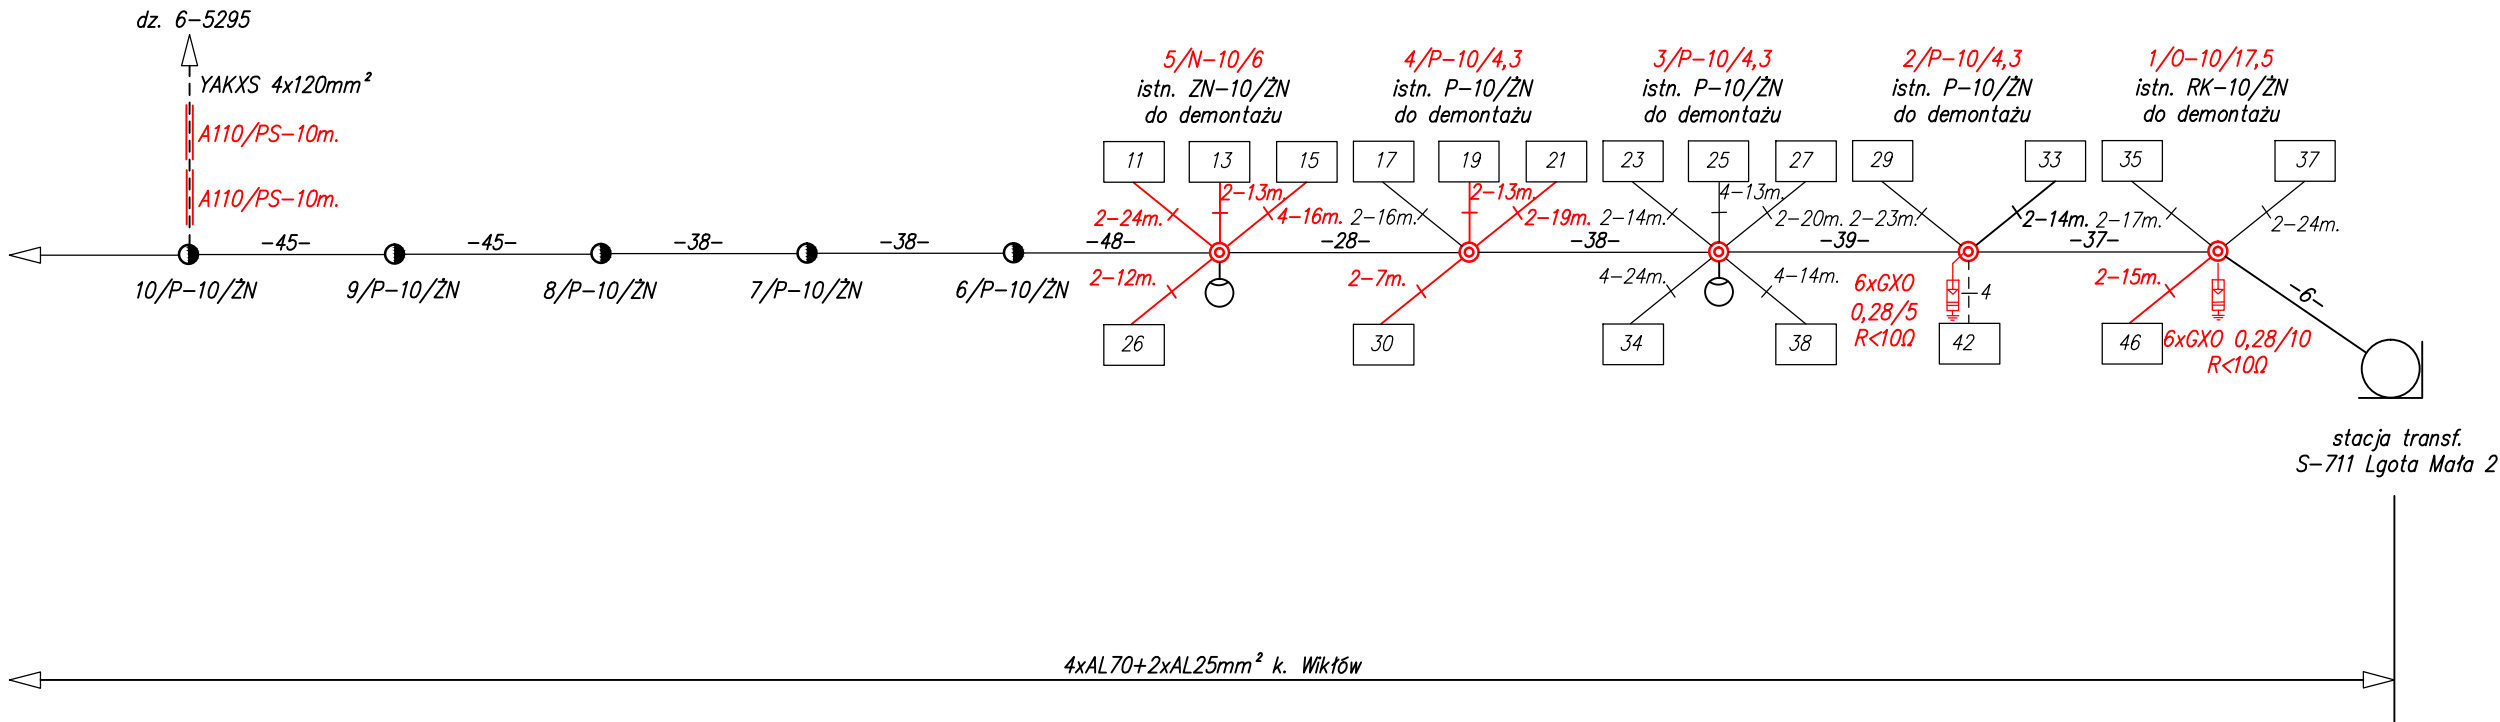 dz. 6-5295
YAKXS 4x120mm²
A110/PS-10m.
A110/PS-10m.
5/N-10/6
istn. ZN-10/ŻN
do demontażu
4/P-10/4,3
istn. P-10/ŻN
do demontażu
3/P-10/4,3
istn. P-10/ŻN
do demontażu
2/P-10/4,3
istn. P-10/ŻN
do demontażu
1/O-10/17,5
istn. RK-10/ŻN
do demontażu
11 13 15 17 19 21 23 25 27 29 33 35 37
2-24m. 2-13m. 4-16m. 2-16m. 2-13m. 2-19m. 2-14m. 4-13m. 2-20m. 2-23m. 2-14m. 2-17m. 2-24m.
-45- -45- -38- -38- -48- -28- -38- -39- -37- -6-
10/P-10/ŻN 9/P-10/ŻN 8/P-10/ŻN 7/P-10/ŻN 6/P-10/ŻN
2-12m. 2-7m. 4-24m. 4-14m. 4 2-15m.
6xGXO
0,28/5
R<10Ω
26 30 34 38 42 46
6xGXO 0,28/10
R<10Ω
stacja transf.
S-711 Lgota Mała 2
4xAL70+2xAL25mm² k. Wikłów